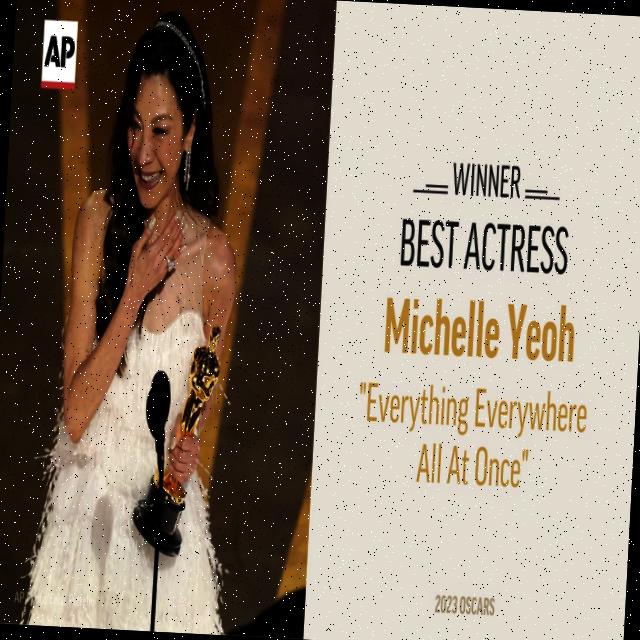 AP
WINNER
BEST ACTRESS
Michelle Yeoh
"Everything Everywhere
All At Once"
2023 OSCARS